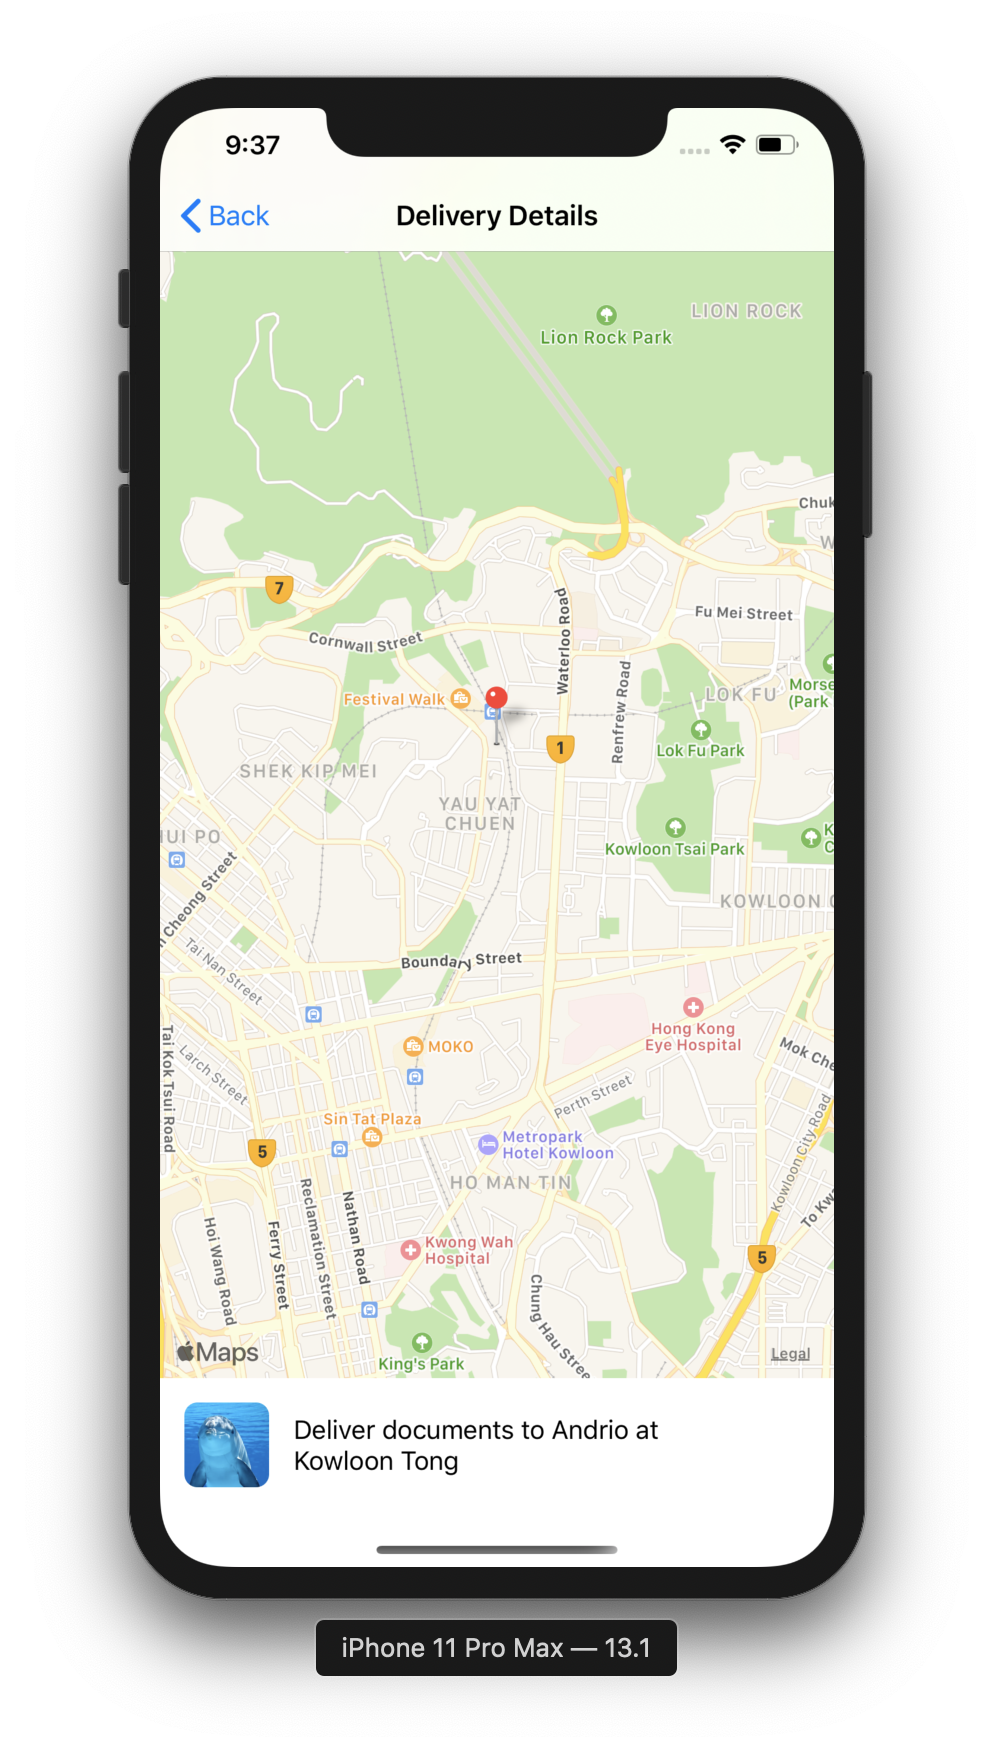 9:37
Back
Delivery Details
LION ROCK
Lion Rock Park
Chuk
W
7
Waterloo Road
Fu Mei Street
Cornwall Street
Renfrew Road
Festival Walk
LOK FU
Morse
(Park
1
Lok Fu Park
SHEK KIP MEI
YAU YAT
CHUEN
UI PO
K
C
Kowloon Tsai Park
Cheong Street
KOWLOON
Tai Nan Street
Boundary Street
Hong Kong
Eye Hospital
Tai Kok Tsui Road
Larch Street
MOKO
Mok Che
Perth Street
Kowloon City Road
Sin Tat Plaza
5
Metropark
Hotel Kowloon
HO MAN TIN
To Kw
Reclamation Street
Nathan Road
Hoi Wang Road
Ferry Street
Kwong Wah
Hospital
5
Chung Hau Stree
Maps
King's Park
Legal
Deliver documents to Andrio at
Kowloon Tong
iPhone 11 Pro Max — 13.1